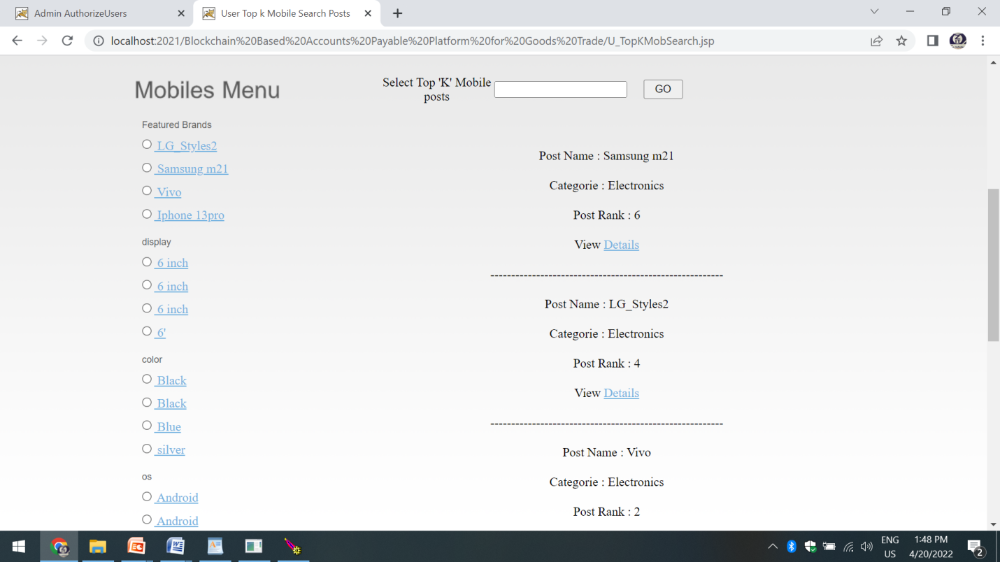 Admin AuthorizeUsers
User Top k Mobile Search Posts
localhost:2021/Blockchain%20Based%20Accounts%20Payable%20Platform%20for%20Goods%20Trade/U_TopKMobSearch.jsp
Mobiles Menu
Featured Brands
LG_Styles2
Samsung m21
Vivo
Iphone 13pro
display
6 inch
6 inch
6 inch
6'
color
Black
Black
Blue
silver
os
Android
Android
Select Top 'K' Mobile
posts
GO
Post Name : Samsung m21
Categorie : Electronics
Post Rank : 6
View Details
--------------------------------------------------------
Post Name : LG_Styles2
Categorie : Electronics
Post Rank : 4
View Details
--------------------------------------------------------
Post Name : Vivo
Categorie : Electronics
Post Rank : 2
ENG
US
1:48 PM
4/20/2022
2